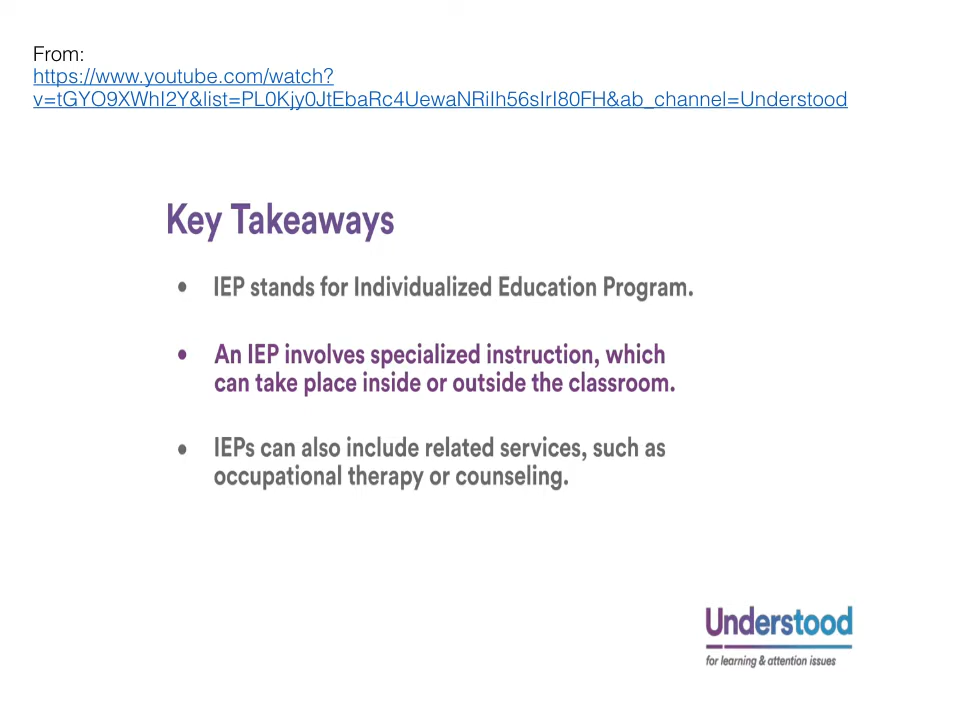 From:
https://www.youtube.com/watch?
v=tGYO9XWhI2Y&list=PL0Kjy0JtEbaRc4UewaNRiIh56sIrI80FH&ab_channel=Understood
Key Takeaways
• IEP stands for Individualized Education Program.
• An IEP involves specialized instruction, which
can take place inside or outside the classroom.
• IEPs can also include related services, such as
occupational therapy or counseling.
Understood
for learning & attention issues